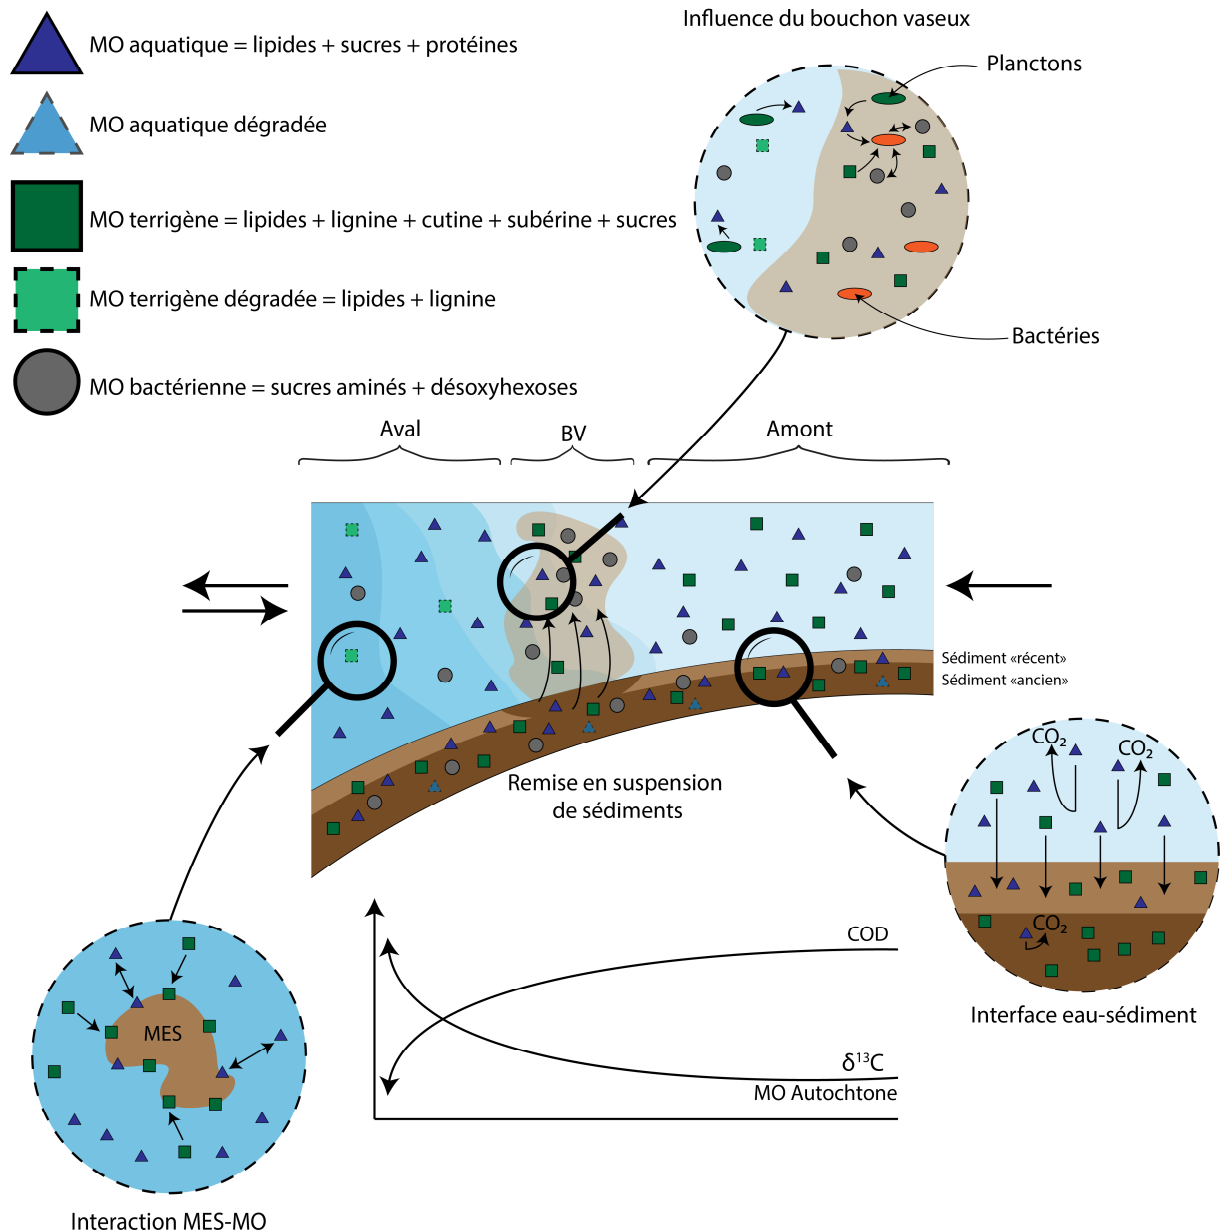 Influence du bouchon vaseux
MO aquatique = lipides + sucres + protéines
Planctons
MO aquatique dégradée
MO terrigène = lipides + lignine + cutine + subérine + sucres
MO terrigène dégradée = lipides + lignine
Bactéries
MO bactérienne = sucres aminés + désoxyhexoses
Aval
BV
Amont
Sédiment «récent»
Sédiment «ancien»
Remise en suspension
de sédiments
CO₂
CO₂
CO₂
Interface eau-sédiment
COD
δ¹³C
MO Autochtone
MES
Interaction MES-MO